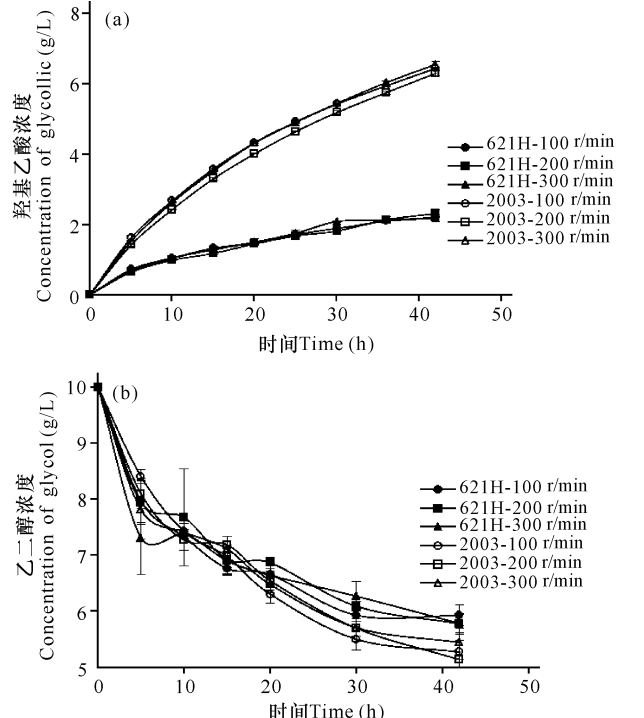 (a)
羟基乙酸浓度
Concentration of glycollic (g/L)
8
6
4
2
0
621H-100 r/min
621H-200 r/min
621H-300 r/min
2003-100 r/min
2003-200 r/min
2003-300 r/min
0 10 20 30 40 50
时间Time (h)
(b)
乙二醇浓度
Concentration of glycol (g/L)
10
9
8
7
6
5
621H-100 r/min
621H-200 r/min
621H-300 r/min
2003-100 r/min
2003-200 r/min
2003-300 r/min
0 10 20 30 40 50
时间Time (h)